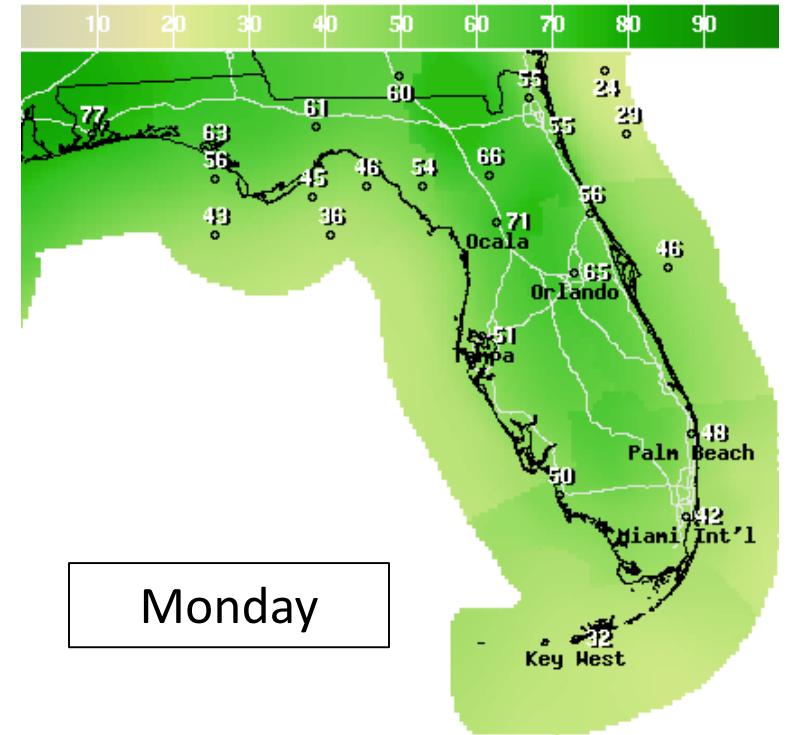 10 20 30 40 50 60 70 80 90
55 24
60
77 61 29
63 55
56 45 46 54 66
56
43 36 71
Ocala 46
65
Orlando
51
Tampa
48
Palm Beach
50
42
Miami Int'l
Monday
32
Key West